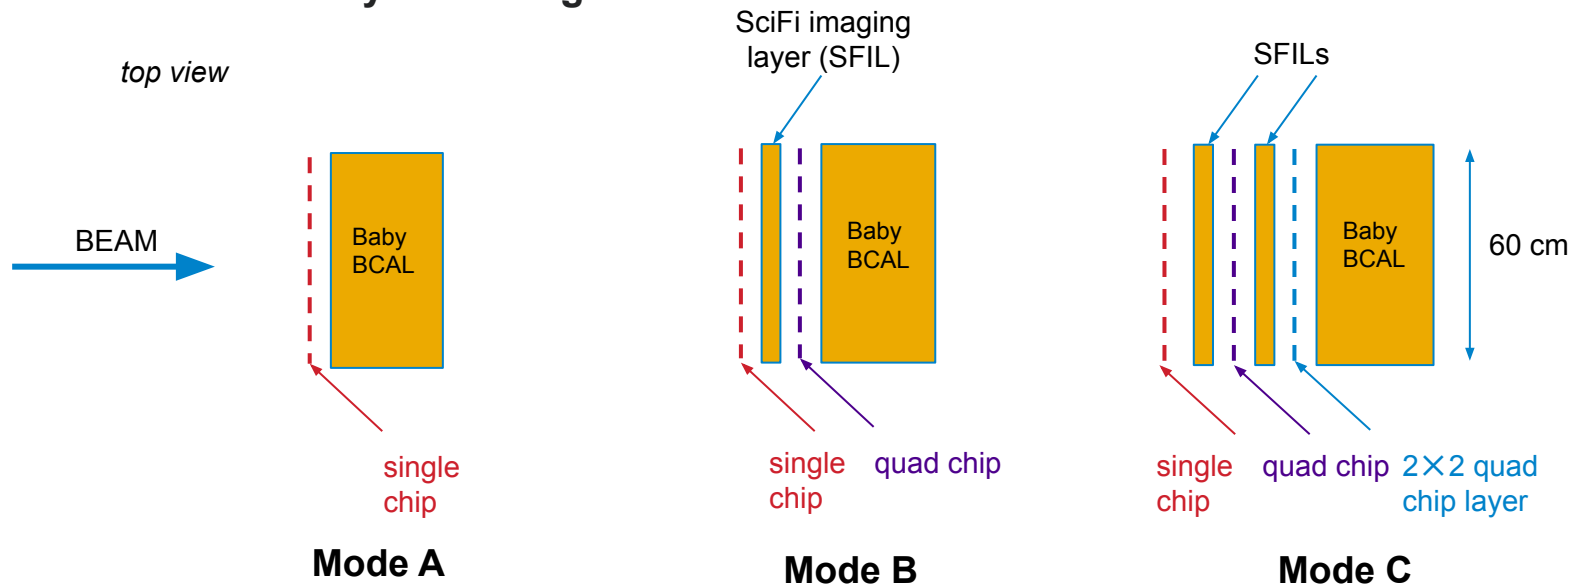 top view
BEAM
Baby
BCAL
single
chip
Mode A
SciFi imaging
layer (SFIL)
Baby
BCAL
single
chip
quad chip
Mode B
SFILs
Baby
BCAL
60 cm
single
chip
quad chip
2×2 quad
chip layer
Mode C